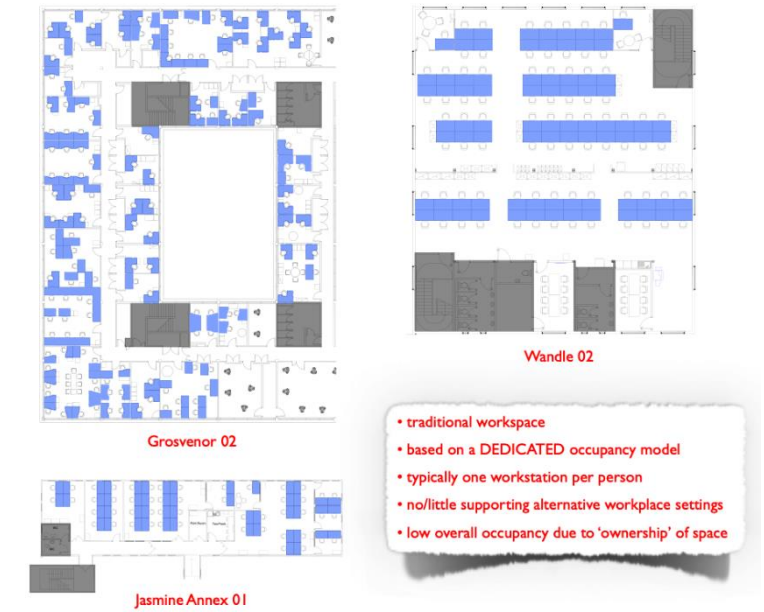 Wandle 02
Grosvenor 02
• traditional workspace
• based on a DEDICATED occupancy model
• typically one workstation per person
• no/little supporting alternative workplace settings
• low overall occupancy due to ‘ownership’ of space
Jasmine Annex 01